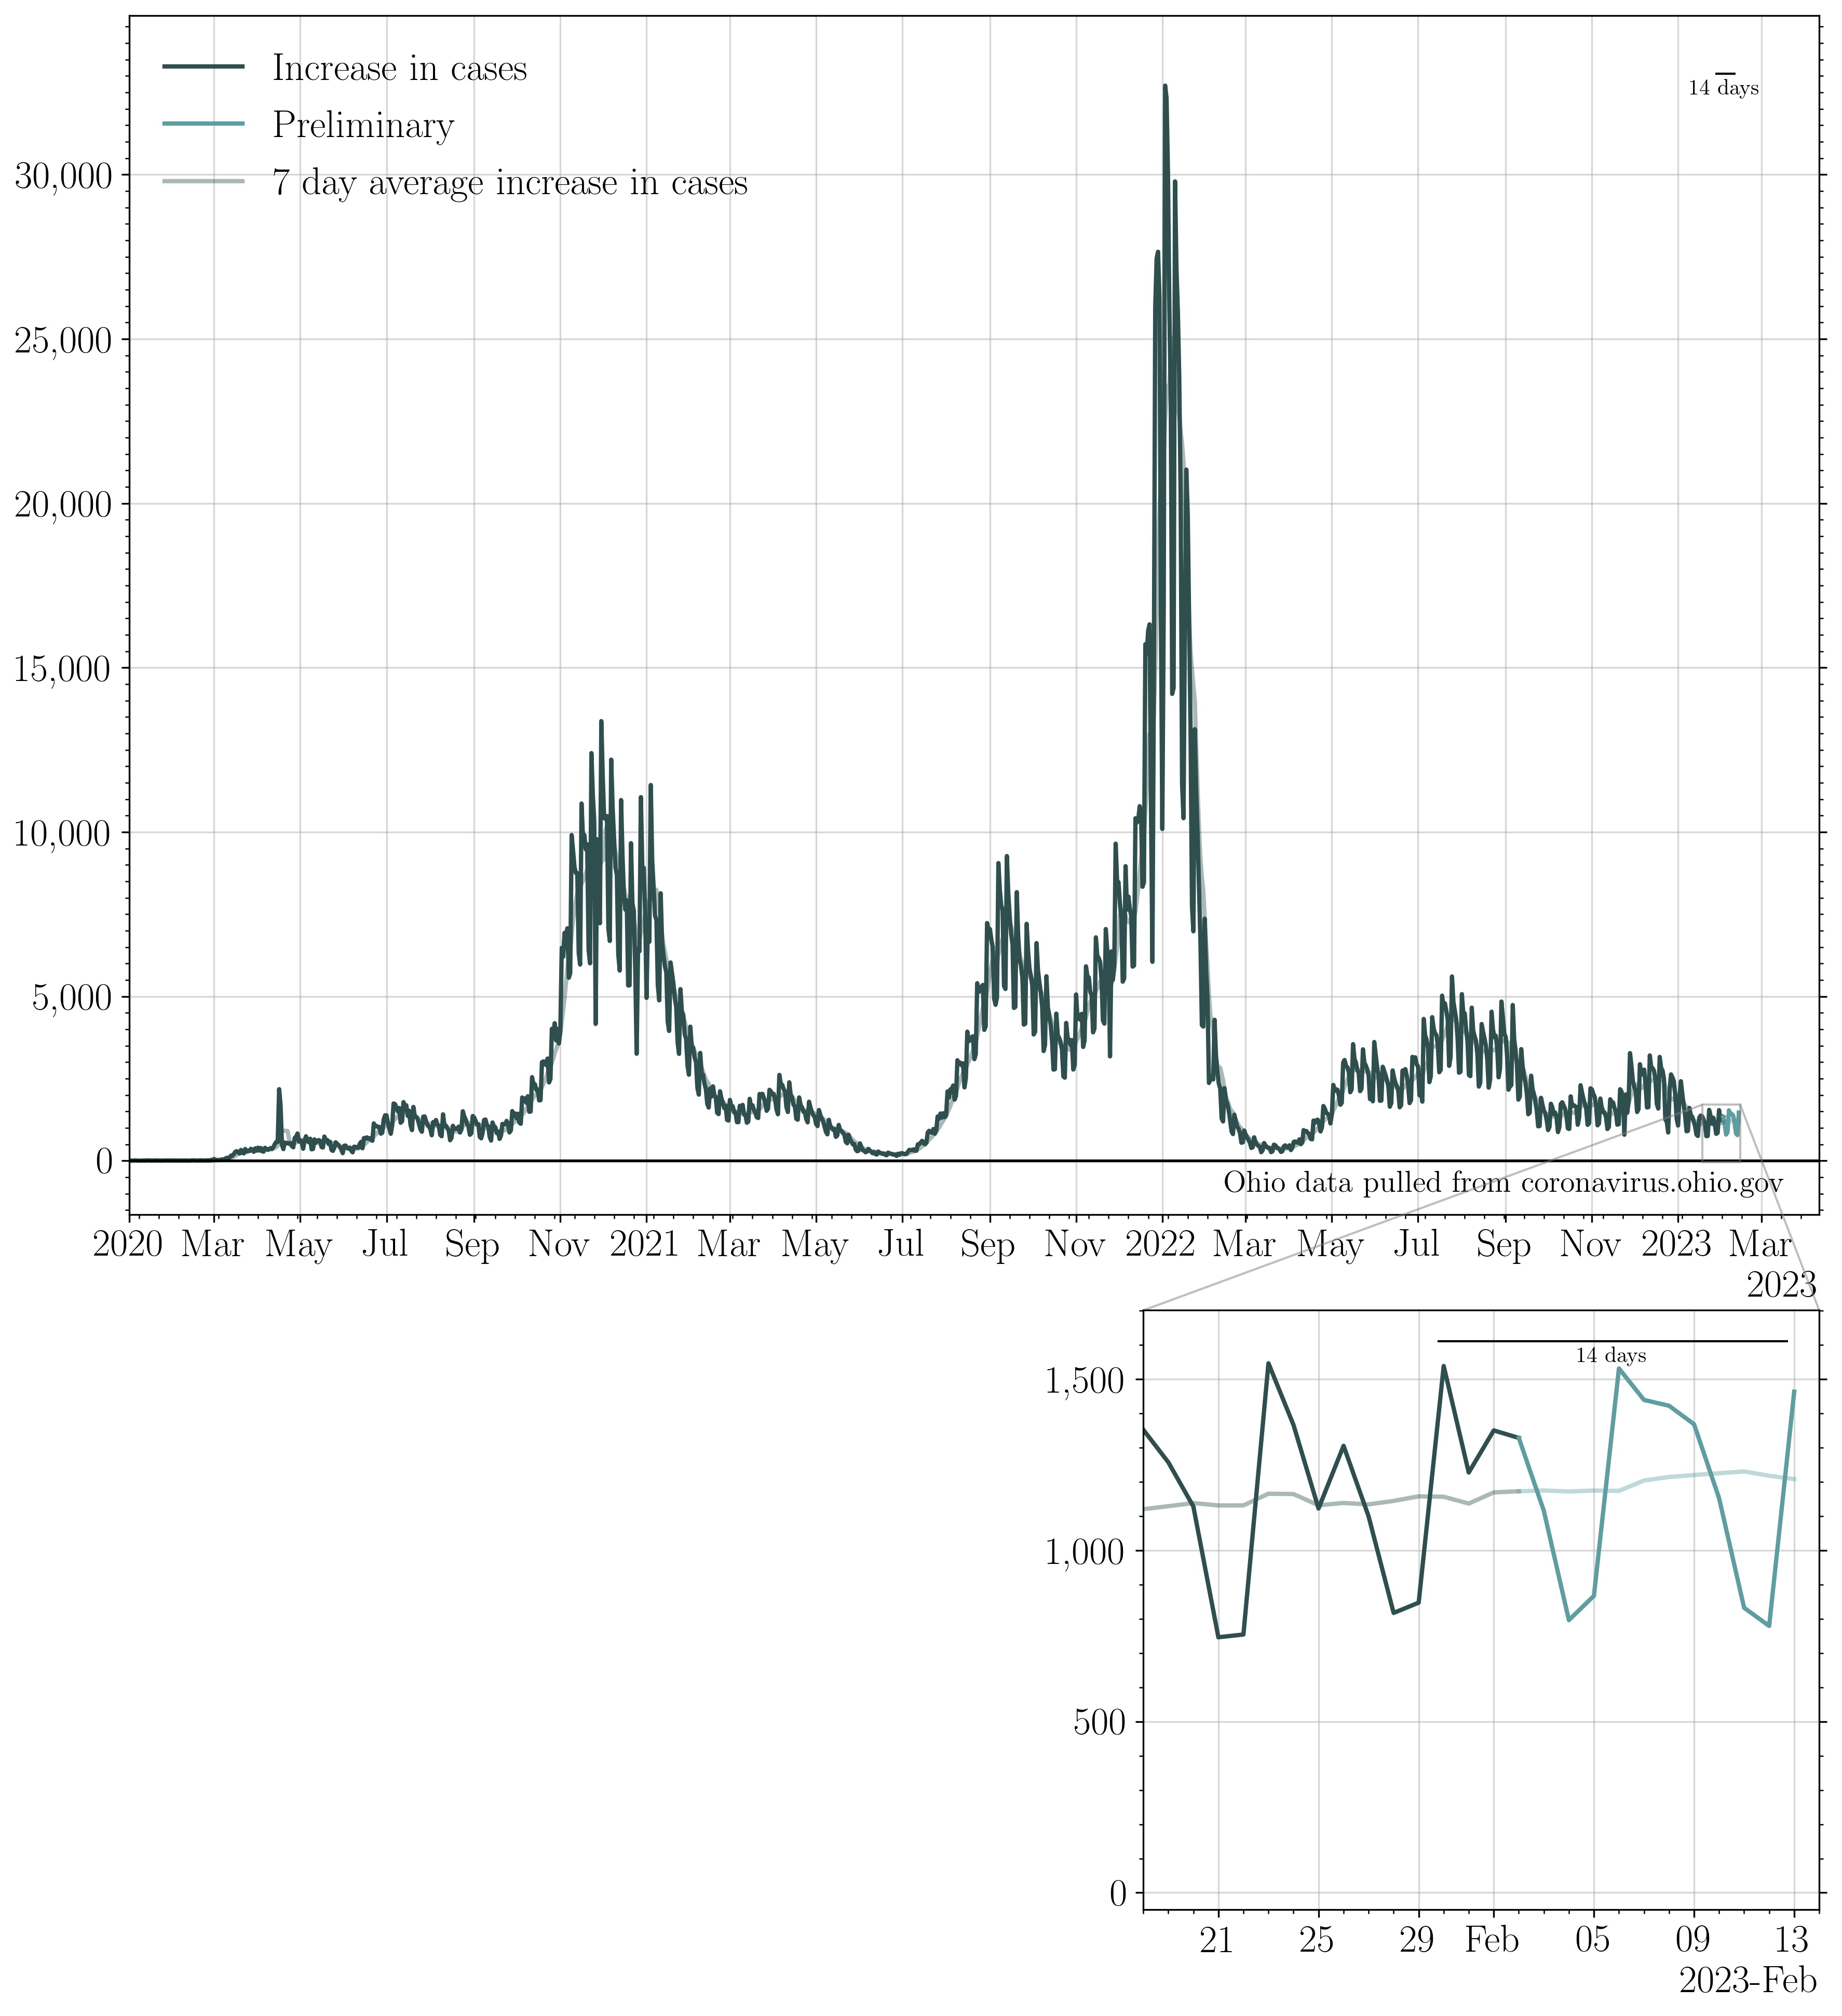 Increase in cases
Preliminary
7 day average increase in cases
14 days
30,000
25,000
20,000
15,000
10,000
5,000
0
Ohio data pulled from coronavirus.ohio.gov
2020 Mar May Jul Sep Nov 2021 Mar May Jul Sep Nov 2022 Mar May Jul Sep Nov 2023 Mar
2023
14 days
1,500
1,000
500
0
21 25 29 Feb 05 09 13
2023-Feb